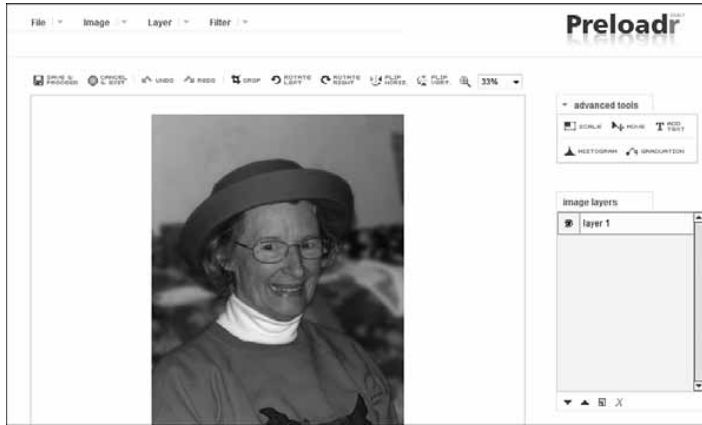 File Image Layer Filter
Preloadr
SAVE & PROCEED CANCEL & EXIT UNDO REDO CROP ROTATE LEFT ROTATE RIGHT FLIP HORIZ. FLIP VERT. 33%
advanced tools
SCALE MOVE ADD TEXT
HISTOGRAM GRADUATION
image layers
layer 1